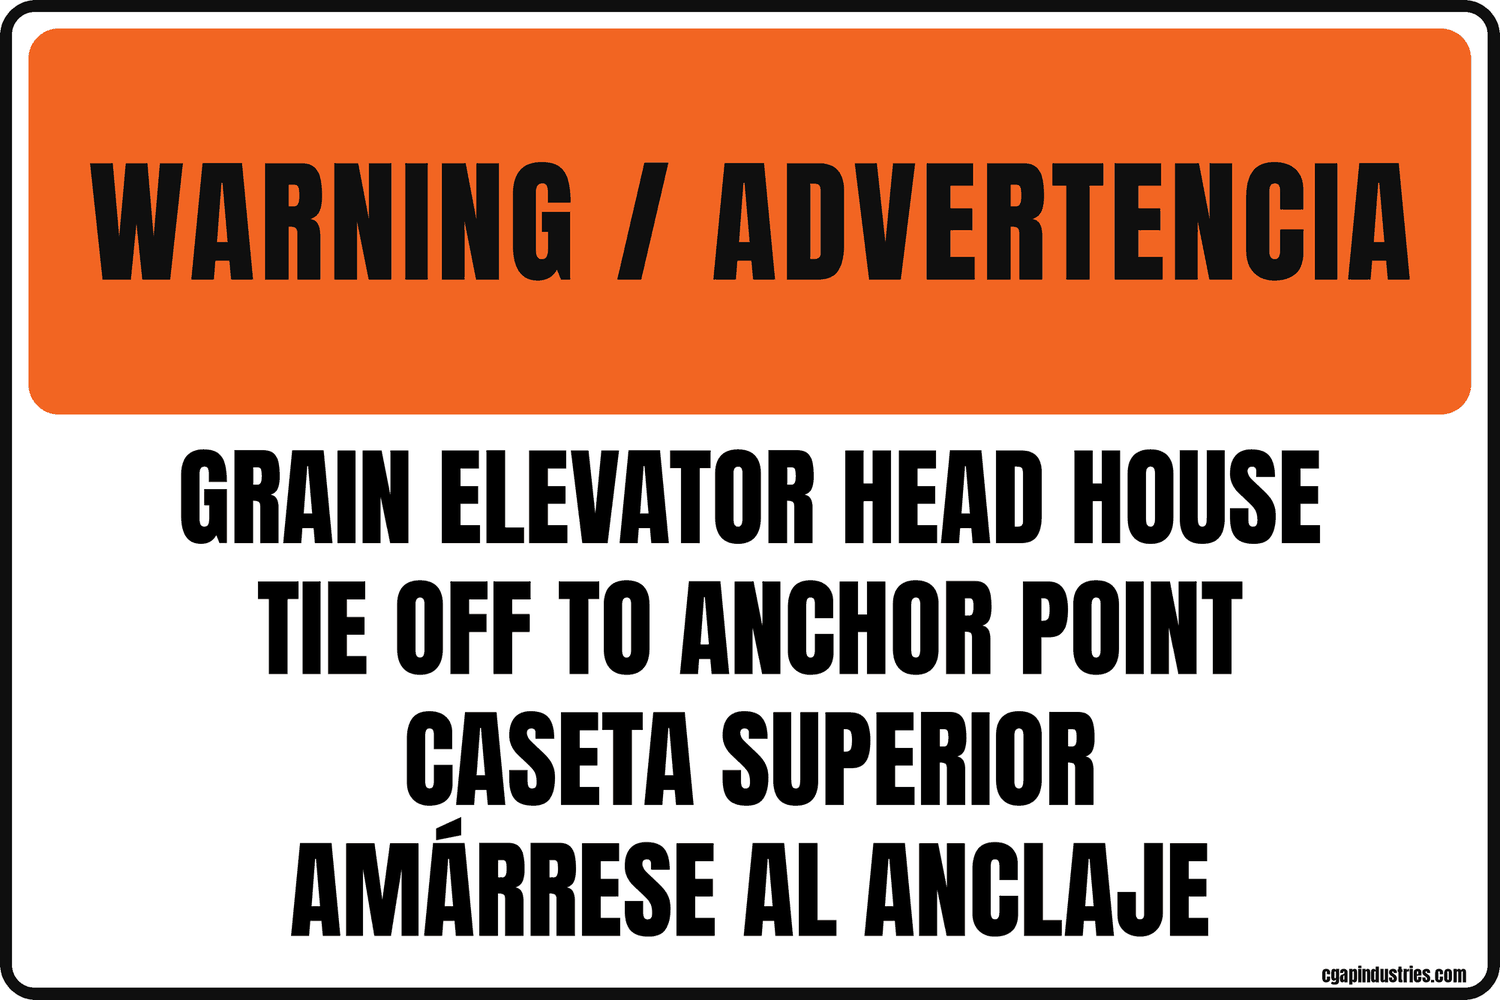 WARNING / ADVERTENCIA
GRAIN ELEVATOR HEAD HOUSE
TIE OFF TO ANCHOR POINT
CASETA SUPERIOR
AMÁRRESE AL ANCLAJE
cgapindustries.com